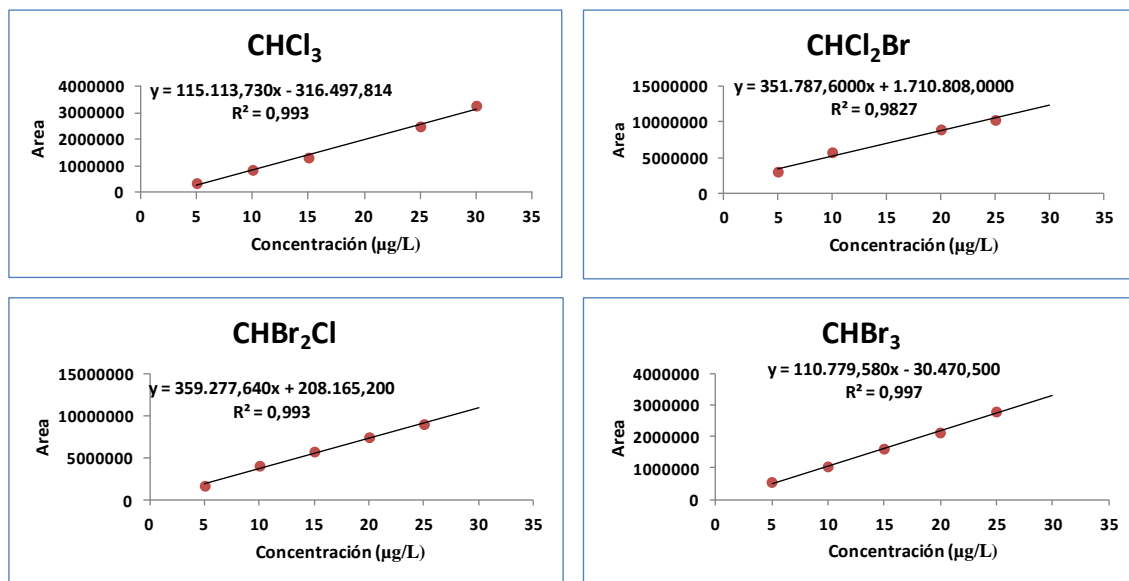 CHCl₃
y = 115.113,730x - 316.497,814
R² = 0,993
Area
4000000
3000000
2000000
1000000
0
0 5 10 15 20 25 30 35
Concentración (µg/L)
CHCl₂Br
y = 351.787,6000x + 1.710.808,0000
R² = 0,9827
Area
15000000
10000000
5000000
0
0 5 10 15 20 25 30 35
Concentración (µg/L)
CHBr₂Cl
y = 359.277,640x + 208.165,200
R² = 0,993
Area
15000000
10000000
5000000
0
0 5 10 15 20 25 30 35
Concentración (µg/L)
CHBr₃
y = 110.779,580x - 30.470,500
R² = 0,997
Area
4000000
3000000
2000000
1000000
0
0 5 10 15 20 25 30 35
Concentración (µg/L)